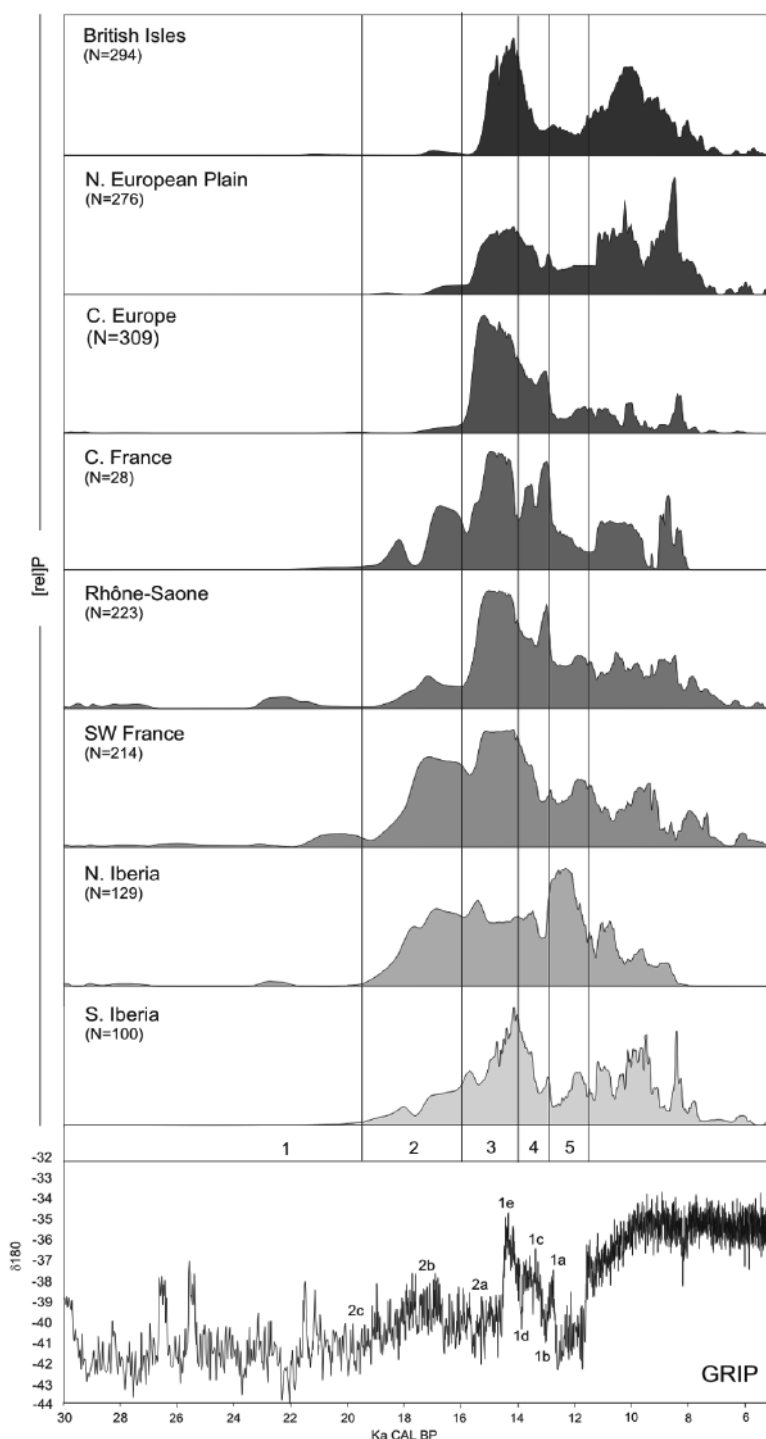 British Isles
(N=294)
N. European Plain
(N=276)
C. Europe
(N=309)
C. France
(N=28)
[rel]P
Rhône-Saone
(N=223)
SW France
(N=214)
N. Iberia
(N=129)
S. Iberia
(N=100)
1 2 3 4 5
-32
-33
-34
-35
-36
-37
-38
-39
-40
-41
-42
-43
-44
δ180
2c 2b 2a 1e 1d 1c 1b 1a
GRIP
30 28 26 24 22 20 18 16 14 12 10 8 6
Ka CAL BP